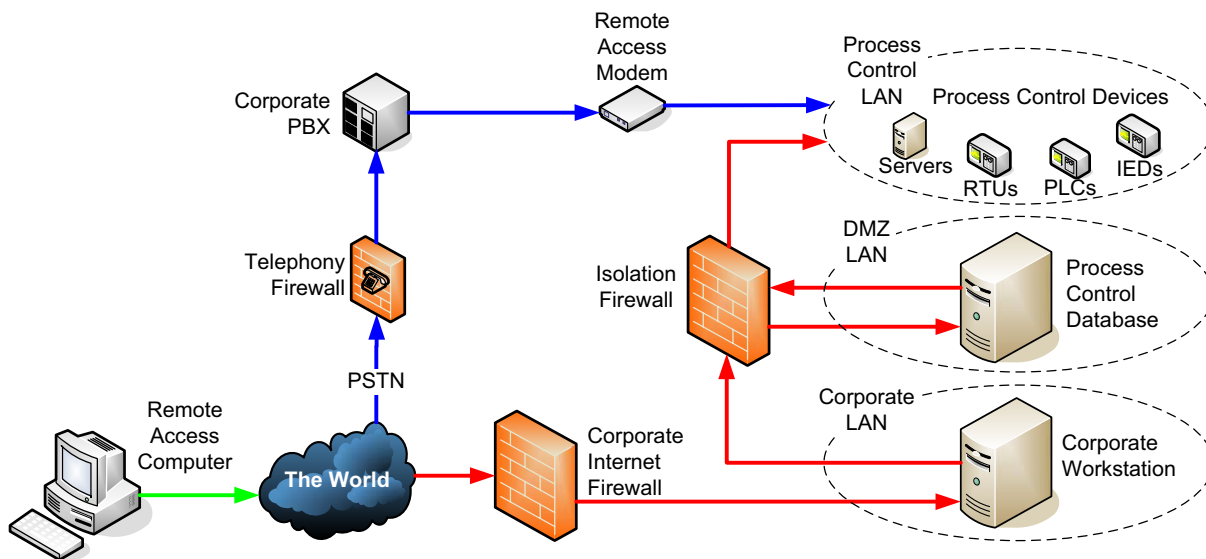 Remote
Access
Modem
Process
Control
LAN
Process Control Devices
Corporate
PBX
Servers
RTUs
PLCs
IEDs
DMZ
LAN
Telephony
Firewall
Isolation
Firewall
Process
Control
Database
PSTN
Remote
Access
Computer
Corporate
LAN
The World
Corporate
Internet
Firewall
Corporate
Workstation